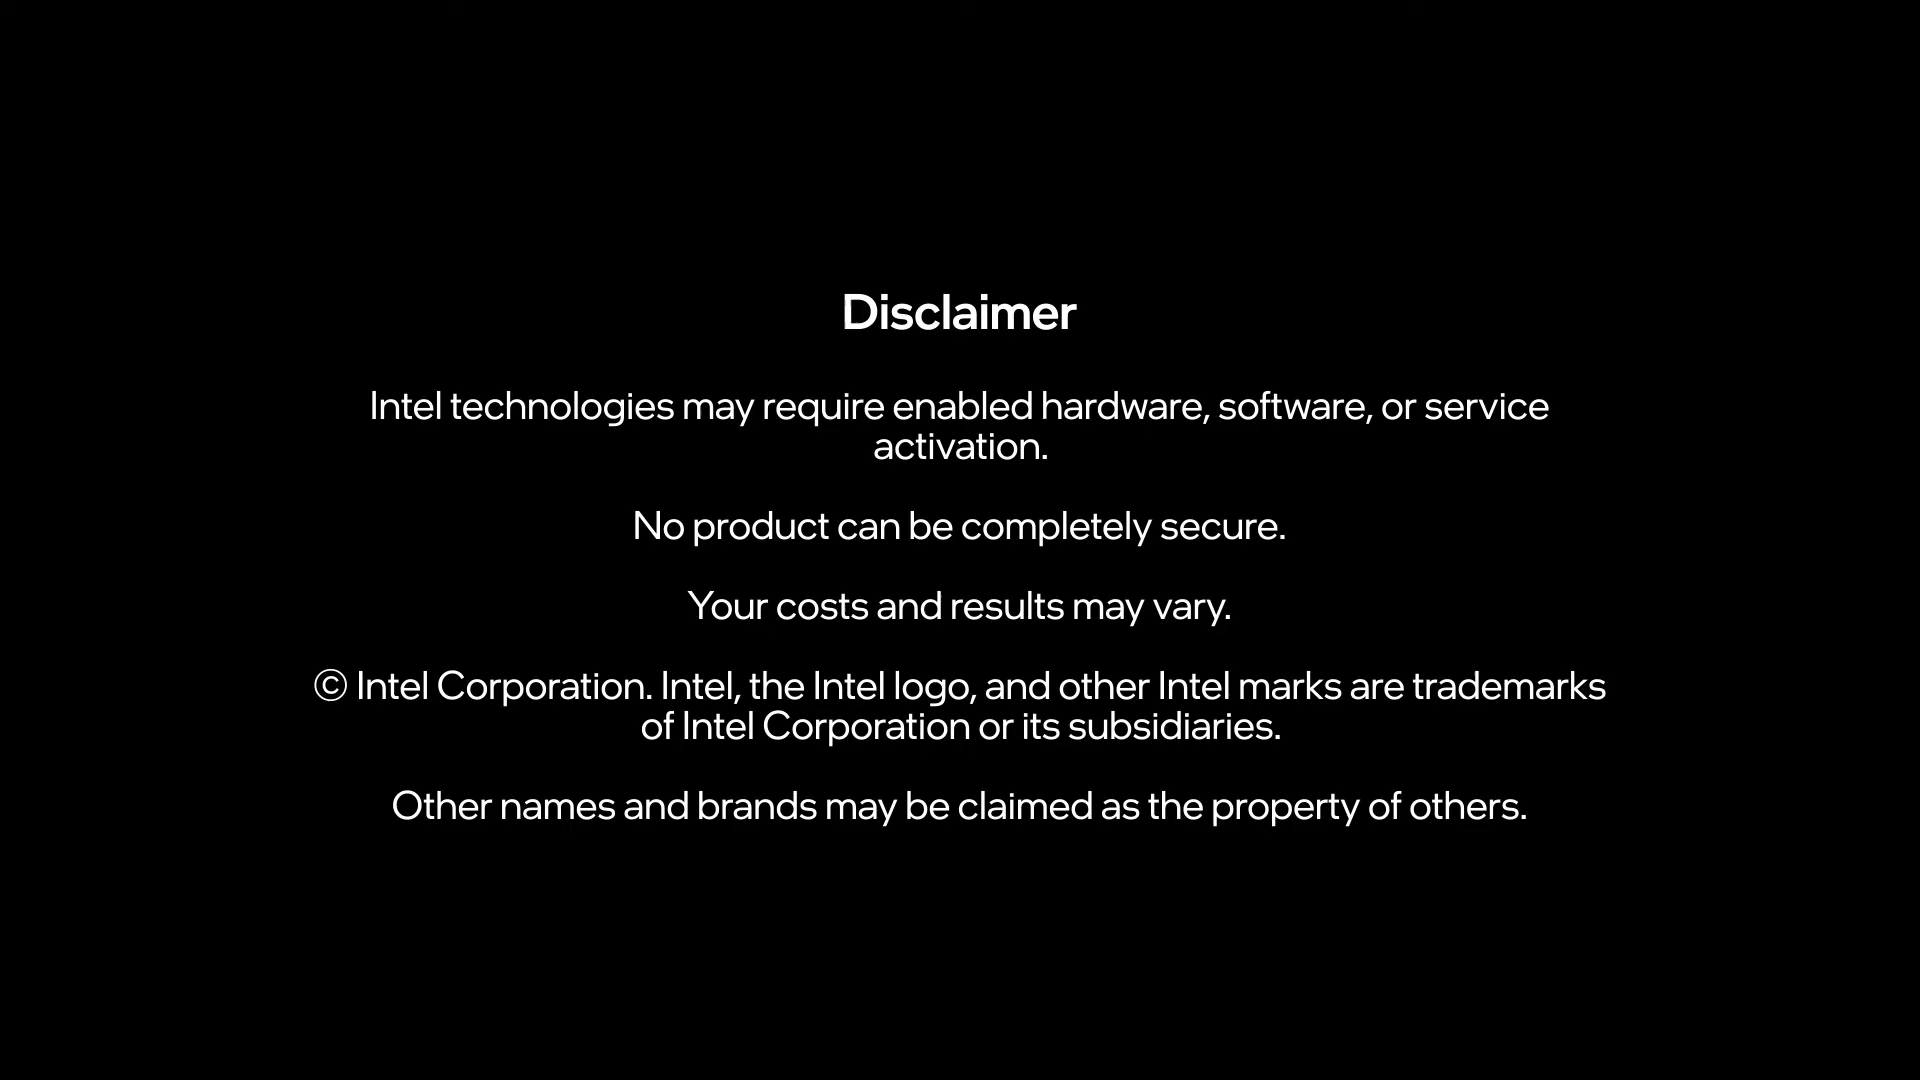 Disclaimer
Intel technologies may require enabled hardware, software, or service
activation.
No product can be completely secure.
Your costs and results may vary.
© Intel Corporation. Intel, the Intel logo, and other Intel marks are trademarks
of Intel Corporation or its subsidiaries.
Other names and brands may be claimed as the property of others.